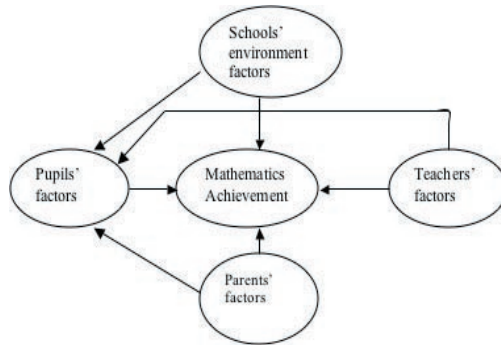 Schools’
environment
factors
Pupils’
factors
Mathematics
Achievement
Teachers’
factors
Parents’
factors